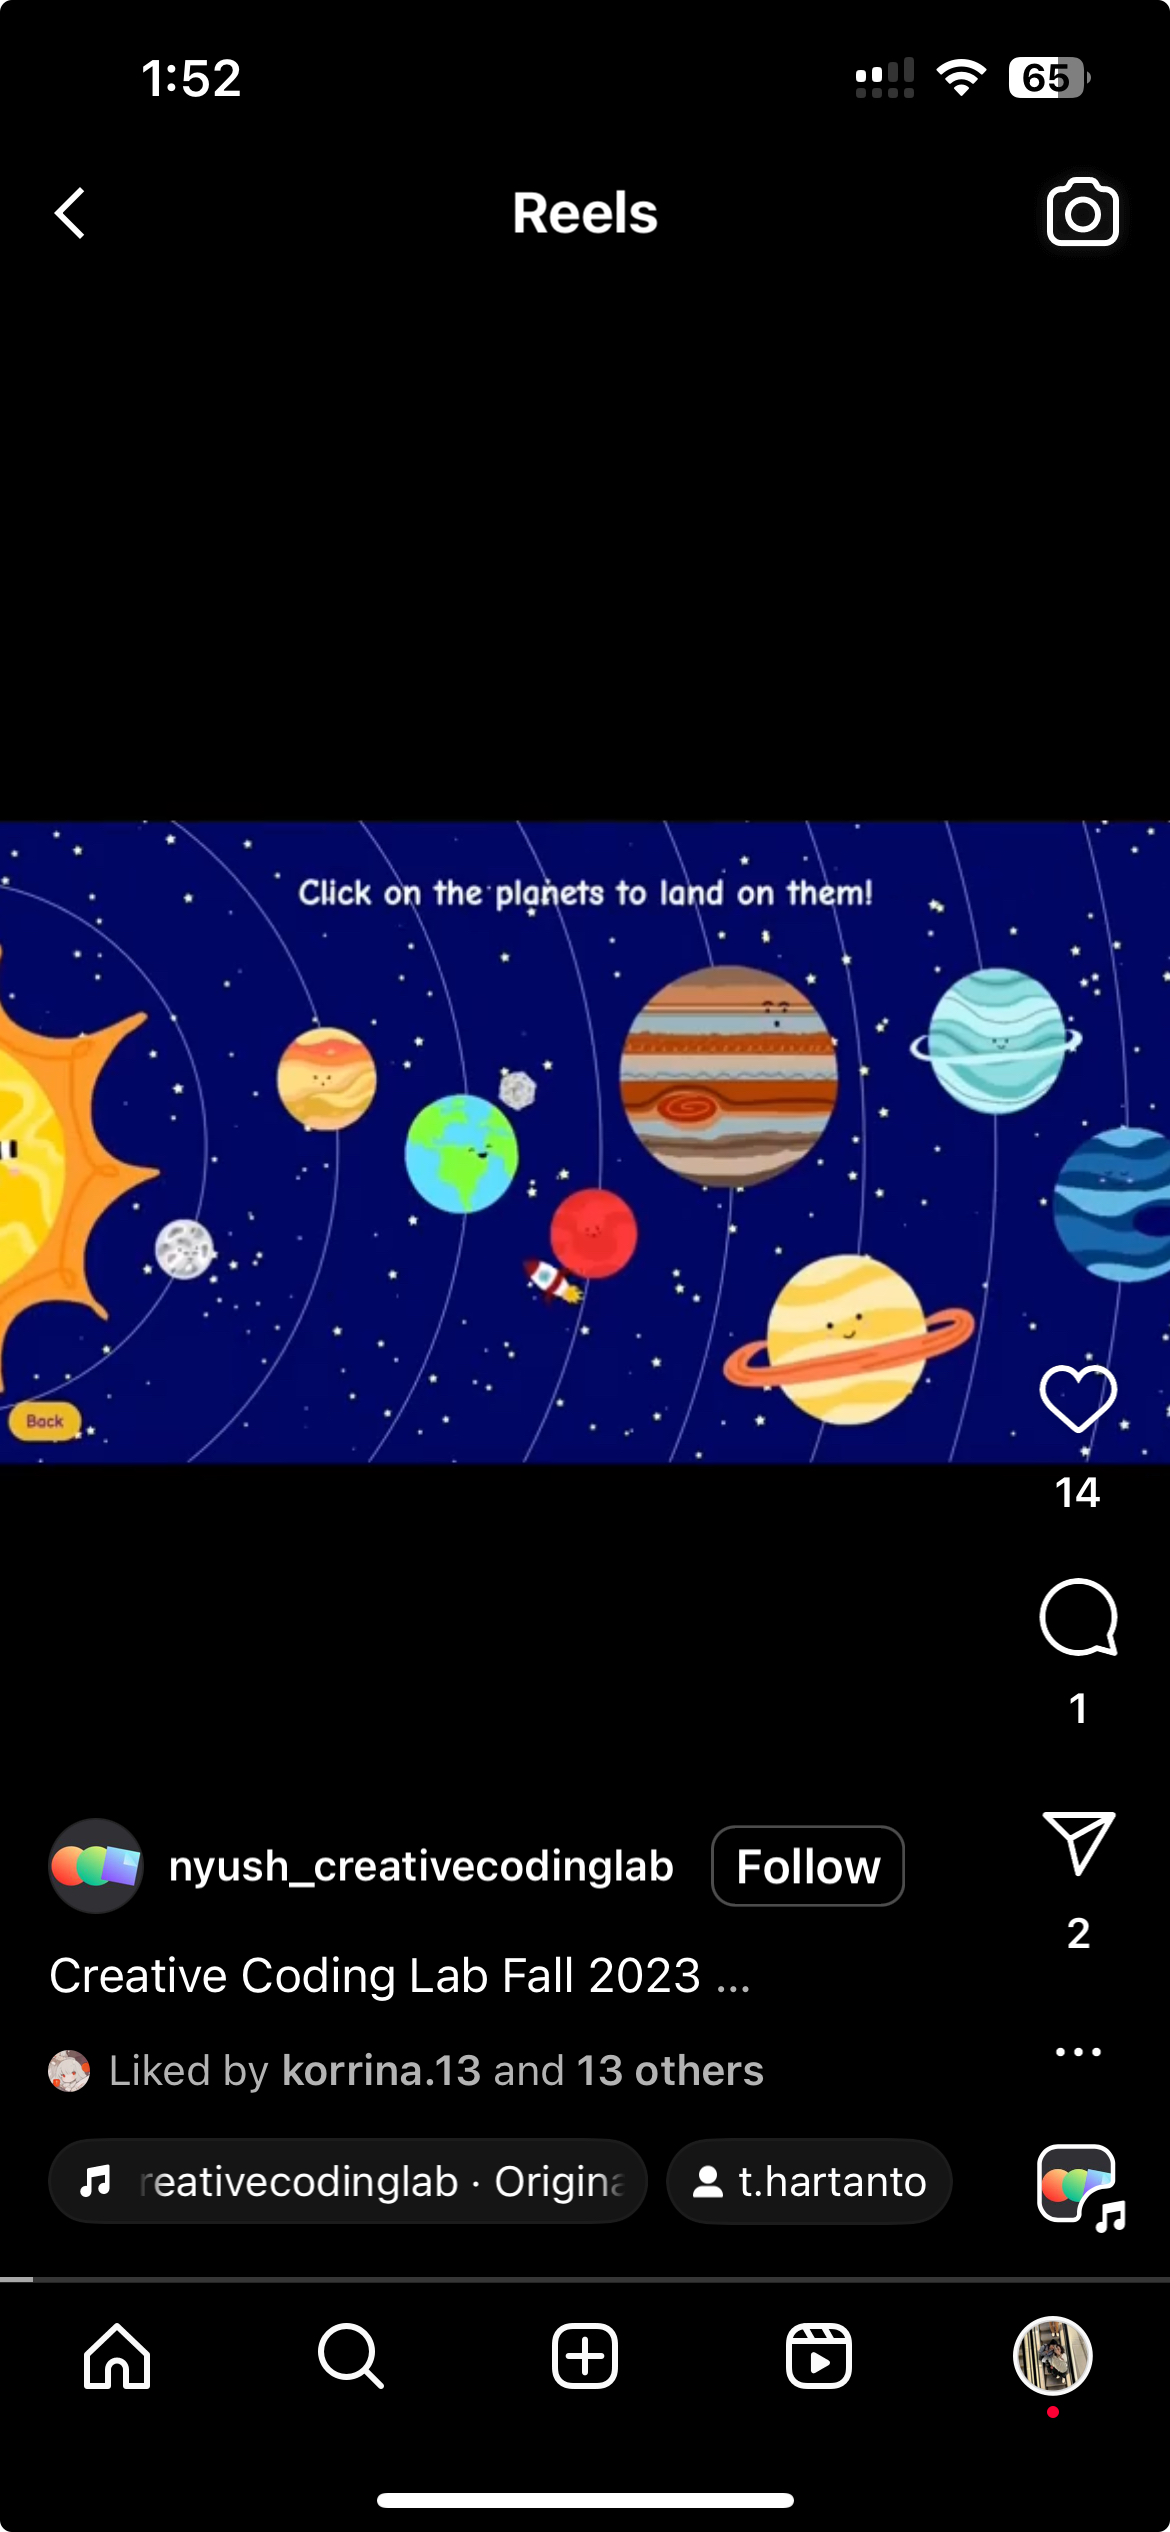 1:52
65
Reels
Click on the planets to land on them!
Back
14
1
nyush_creativecodinglab
Follow
2
Creative Coding Lab Fall 2023 ...
Liked by korrina.13 and 13 others
reativecodinglab · Origina
t.hartanto